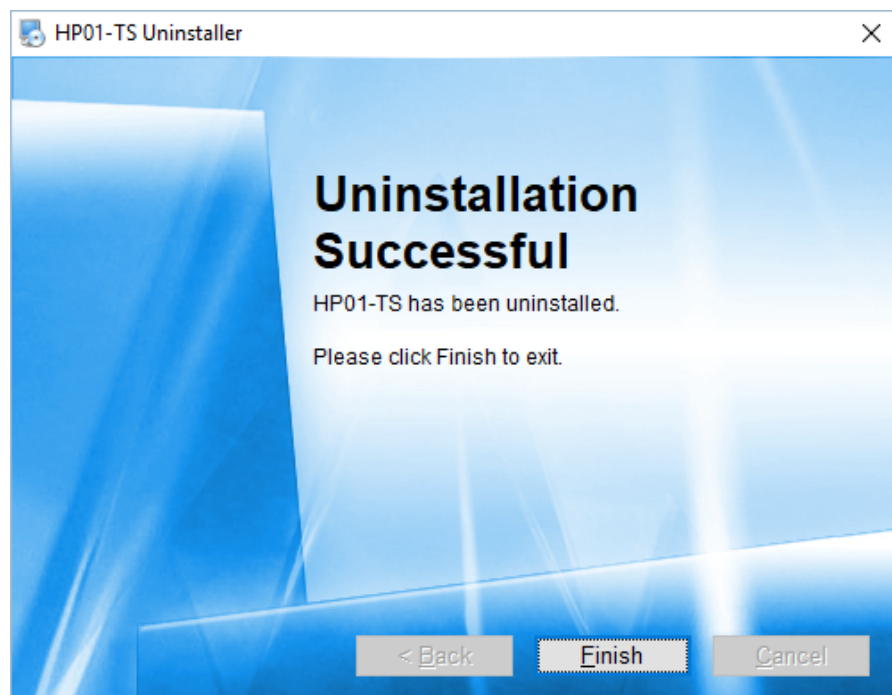 HP01-TS Uninstaller
Uninstallation
Successful
HP01-TS has been uninstalled.
Please click Finish to exit.
< Back
Finish
Cancel